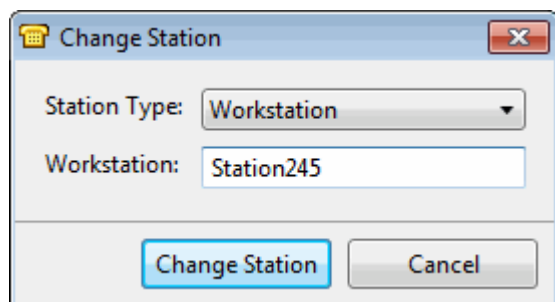 Change Station
Station Type: Workstation
Workstation: Station245
Change Station Cancel